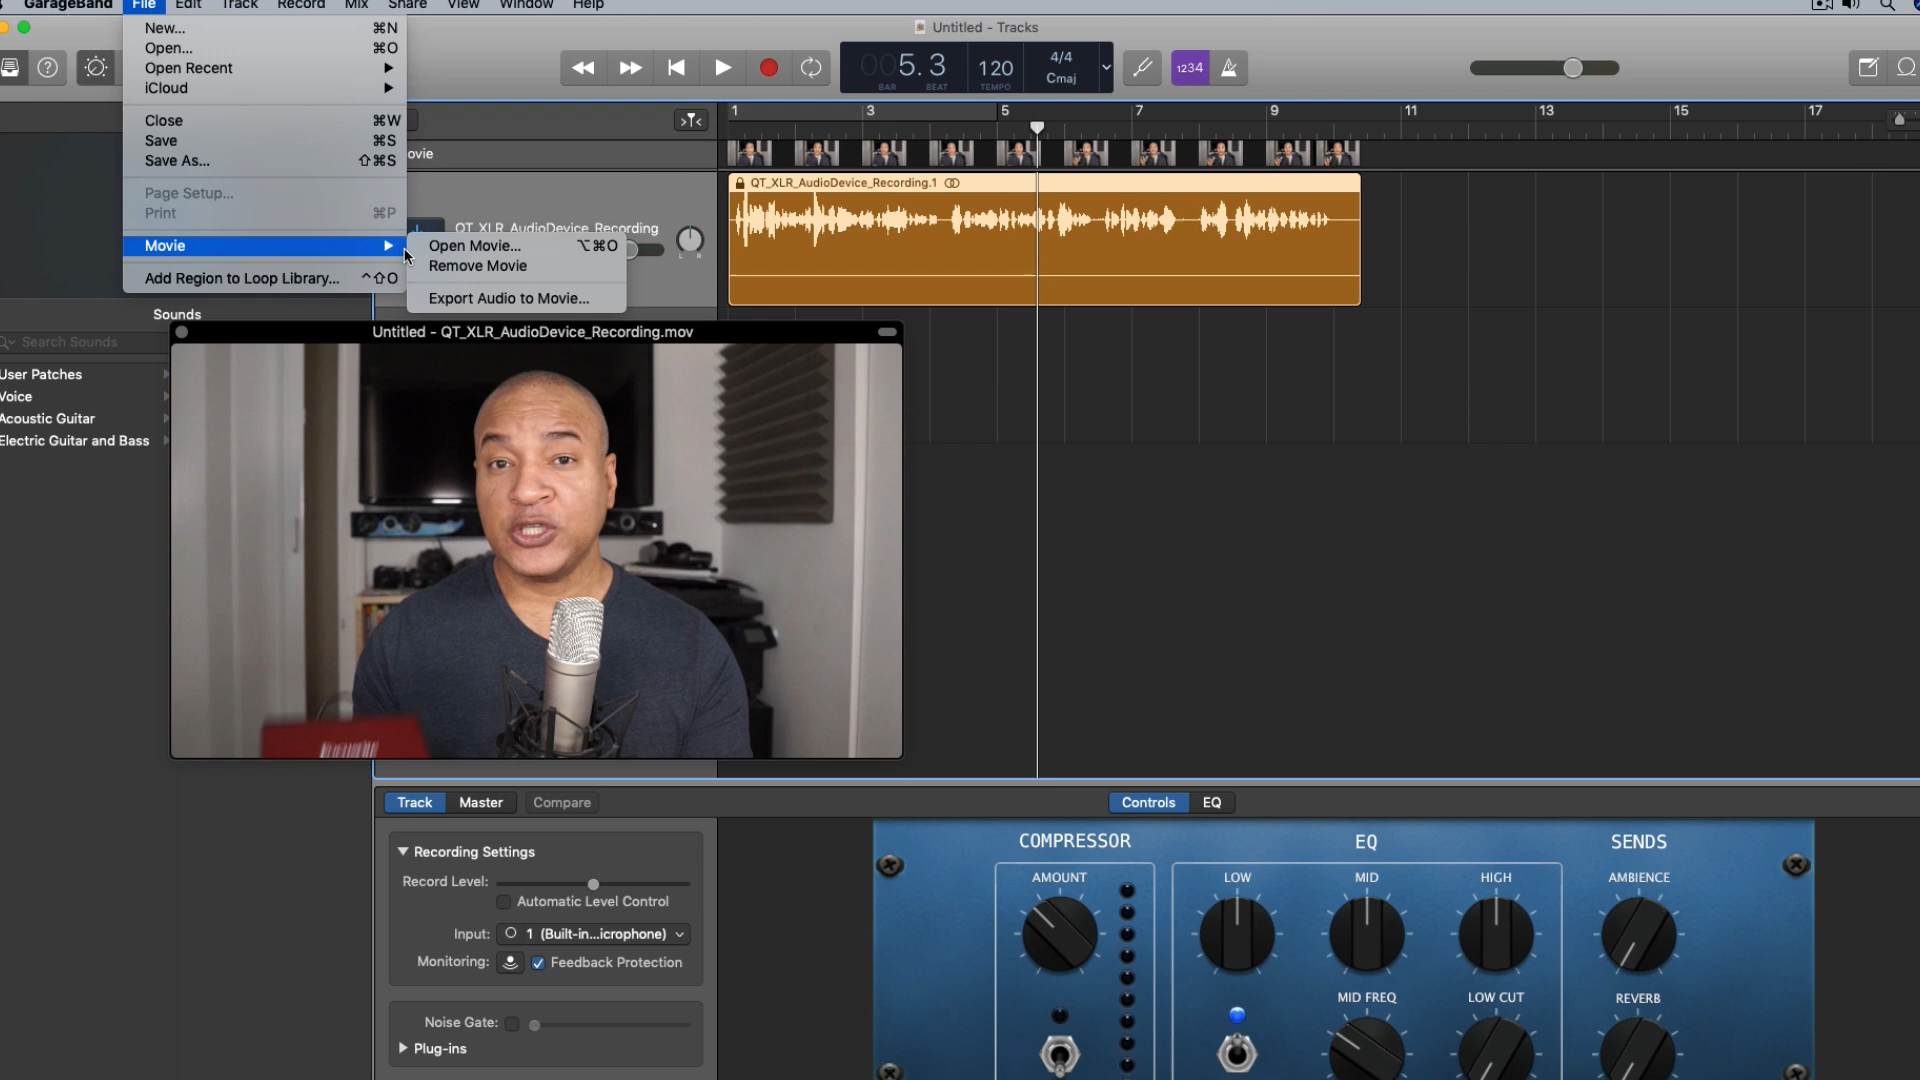 GarageBand File Edit Track Record Mix Share View Window Help
New... ⌘N
Open... ⌘O
Open Recent
iCloud
Close ⌘W
Save ⌘S
Save As... ⇧⌘S
Page Setup...
Print ⌘P
Movie
Add Region to Loop Library... ^⇧O
Open Movie... ⌥⌘O
Remove Movie
Export Audio to Movie...
Untitled - Tracks
005.3
BAR BEAT
120
TEMPO
4/4
Cmaj
1234
1 3 5 7 9 11 13 15 17
ovie
QT_XLR_AudioDevice_Recording.1
QT_XLR_AudioDevice_Recording
L R
Sounds
Search Sounds
User Patches
Voice
Acoustic Guitar
Electric Guitar and Bass
Untitled - QT_XLR_AudioDevice_Recording.mov
Track Master Compare
Controls EQ
Recording Settings
Record Level:
Automatic Level Control
Input: 1 (Built-in...icrophone)
Monitoring: Feedback Protection
Noise Gate:
Plug-ins
COMPRESSOR EQ SENDS
AMOUNT LOW MID HIGH AMBIENCE
MID FREQ LOW CUT REVERB